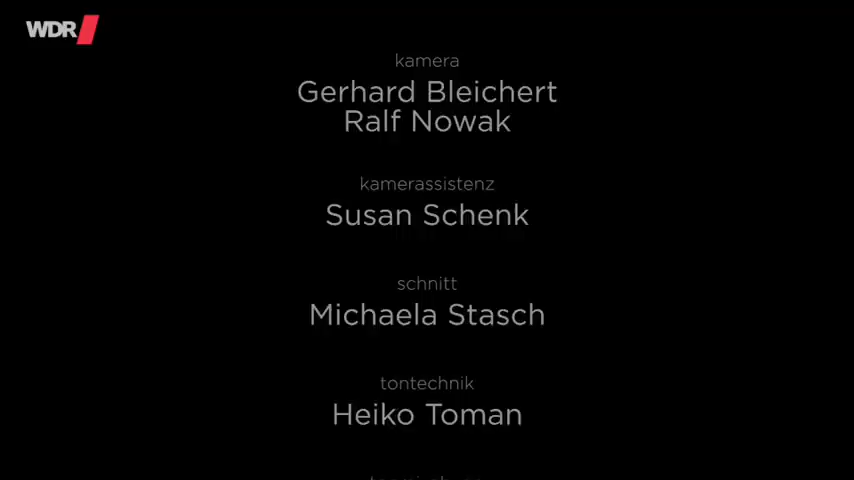 WDR
kamera
Gerhard Bleichert
Ralf Nowak
kamerassistenz
Susan Schenk
schnitt
Michaela Stasch
tontechnik
Heiko Toman